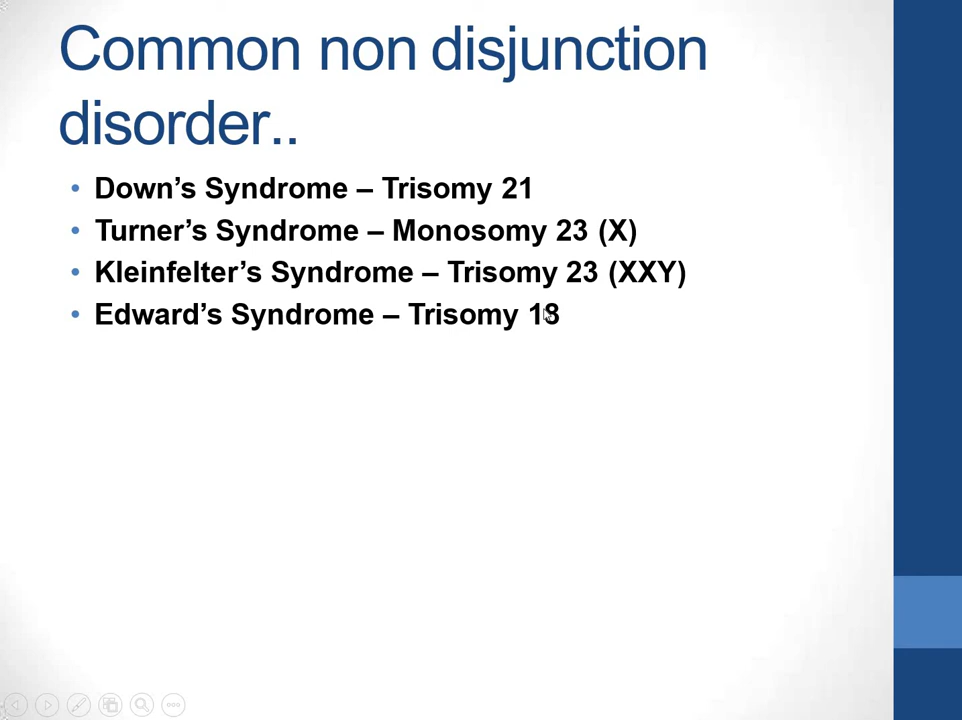 Common non disjunction
disorder..
• Down’s Syndrome – Trisomy 21
• Turner’s Syndrome – Monosomy 23 (X)
• Kleinfelter’s Syndrome – Trisomy 23 (XXY)
• Edward’s Syndrome – Trisomy 18